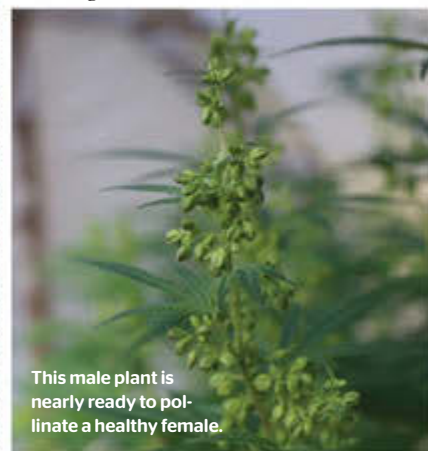 This male plant is
nearly ready to pol-
linate a healthy female.